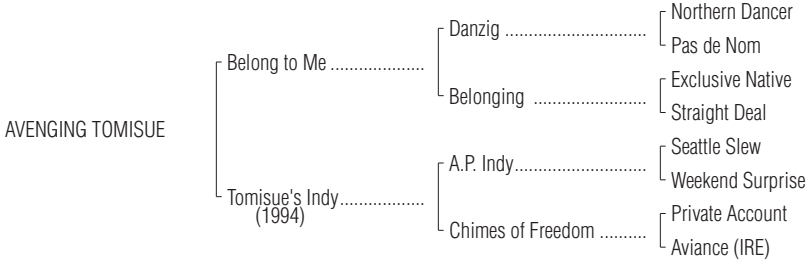 Northern Dancer
Danzig ..............................
Pas de Nom
Belong to Me ....................
Exclusive Native
Belonging ........................
Straight Deal
AVENGING TOMISUE
Seattle Slew
A.P. Indy............................
Weekend Surprise
Tomisue's Indy..................
(1994)
Private Account
Chimes of Freedom ..........
Aviance (IRE)